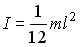 I = 1/12 ml²